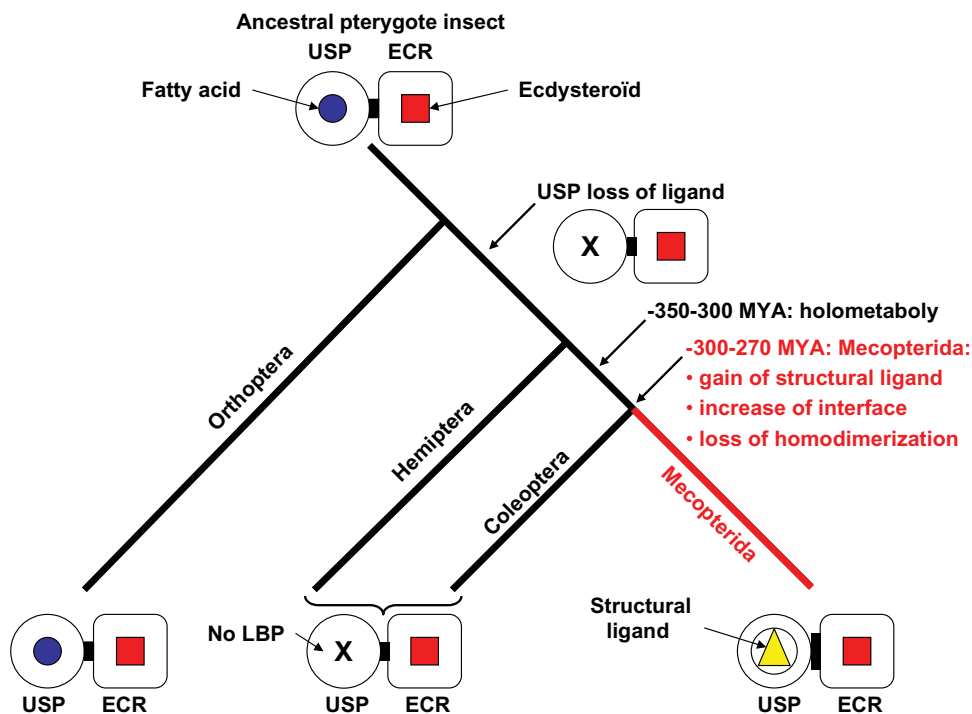 Ancestral pterygote insect
USP ECR
Fatty acid
Ecdysteroïd
USP loss of ligand
X
-350-300 MYA: holometaboly
-300-270 MYA: Mecopterida:
• gain of structural ligand
• increase of interface
• loss of homodimerization
Orthoptera
Hemiptera
Coleoptera
Mecopterida
No LBP
X
Structural
ligand
USP ECR
USP ECR
USP ECR